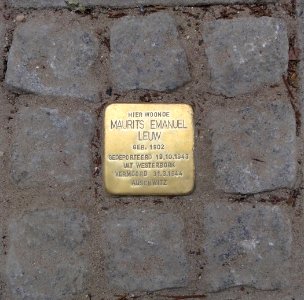 HIER WOONDE
MAURITS EMANUEL
LEUW
GEB. 1902
GEDEPORTEERD 19.10.1943
UIT WESTERBORK
VERMOORD 31.3.1944
AUSCHWITZ